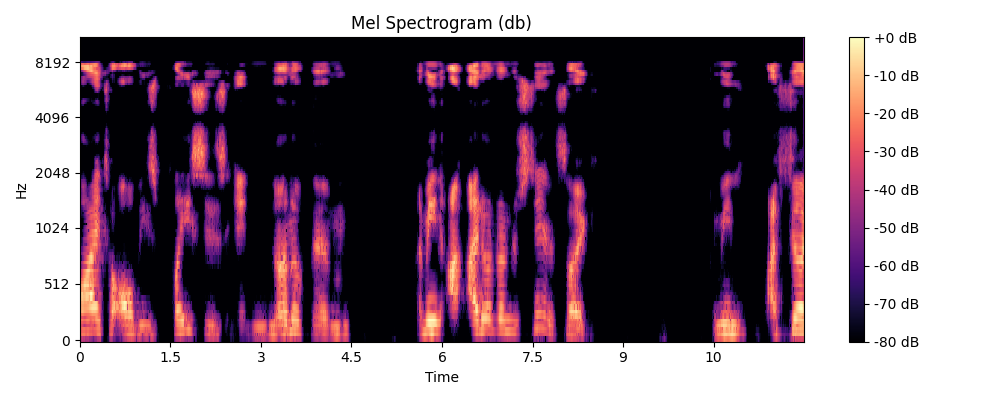 Mel Spectrogram (db)
Hz
8192
4096
2048
1024
512
0
0 1.5 3 4.5 6 7.5 9 10
Time
+0 dB
-10 dB
-20 dB
-30 dB
-40 dB
-50 dB
-60 dB
-70 dB
-80 dB